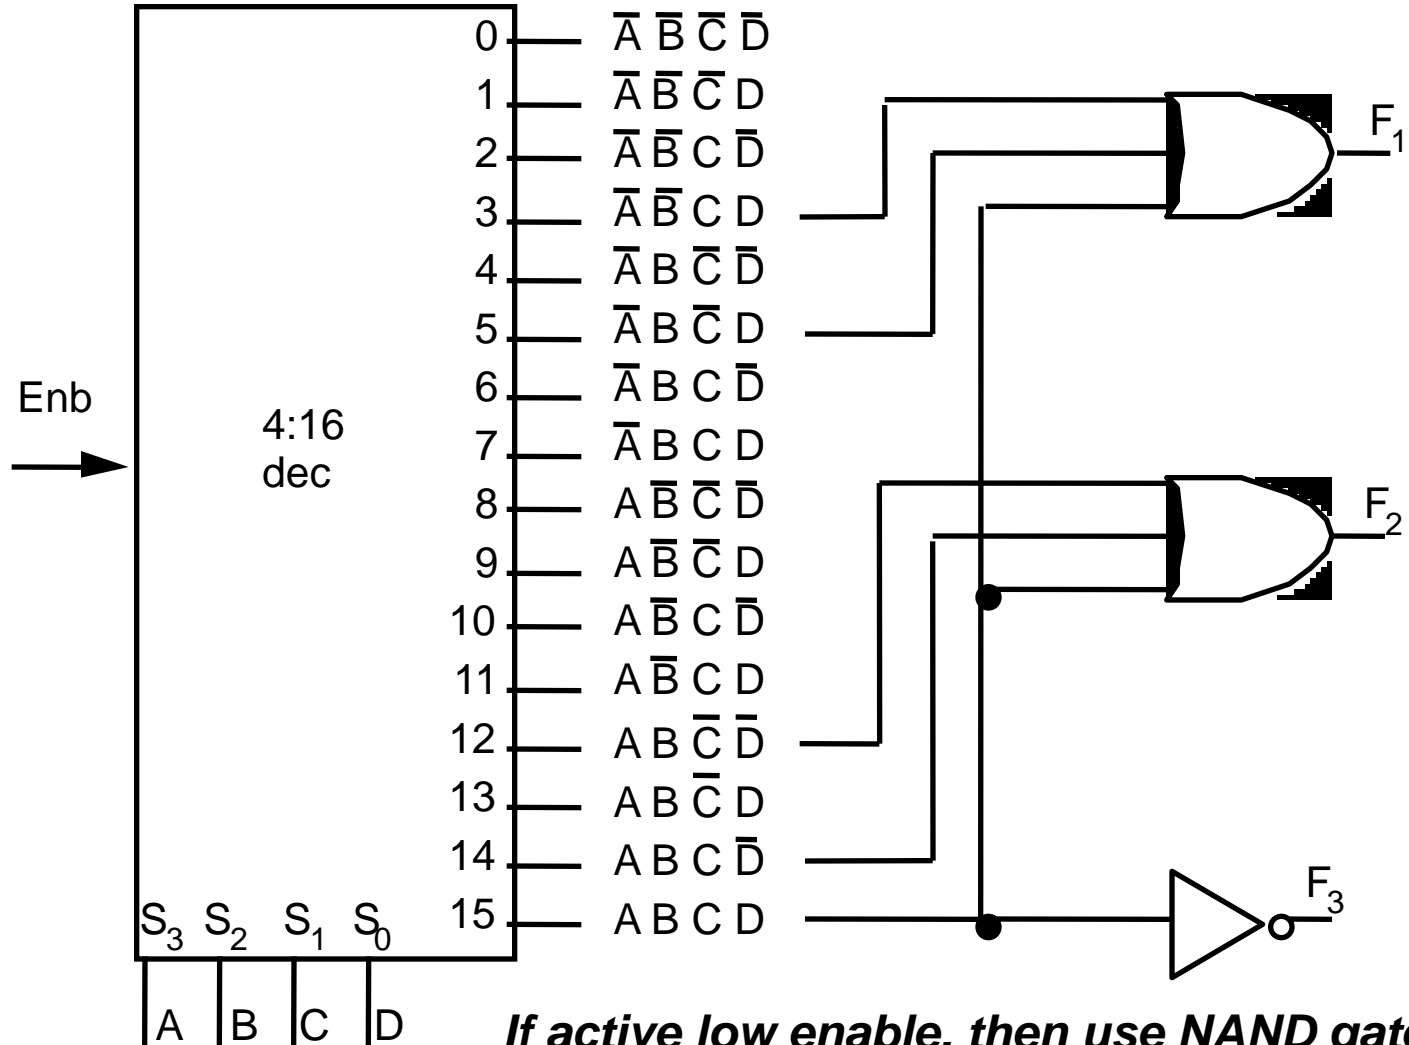 0 A̅ B̅ C̅ D̅
1 A̅ B̅ C̅ D
2 A̅ B̅ C D̅
3 A̅ B̅ C D
4 A̅ B C̅ D̅
5 A̅ B C̅ D
6 A̅ B C D̅
7 A̅ B C D
8 A B̅ C̅ D̅
9 A B̅ C̅ D
10 A B̅ C D̅
11 A B̅ C D
12 A B C̅ D̅
13 A B C̅ D
14 A B C D̅
15 A B C D
Enb
4:16
dec
S₃ S₂ S₁ S₀
A B C D
F₁
F₂
F₃
If active low enable, then use NAND gate